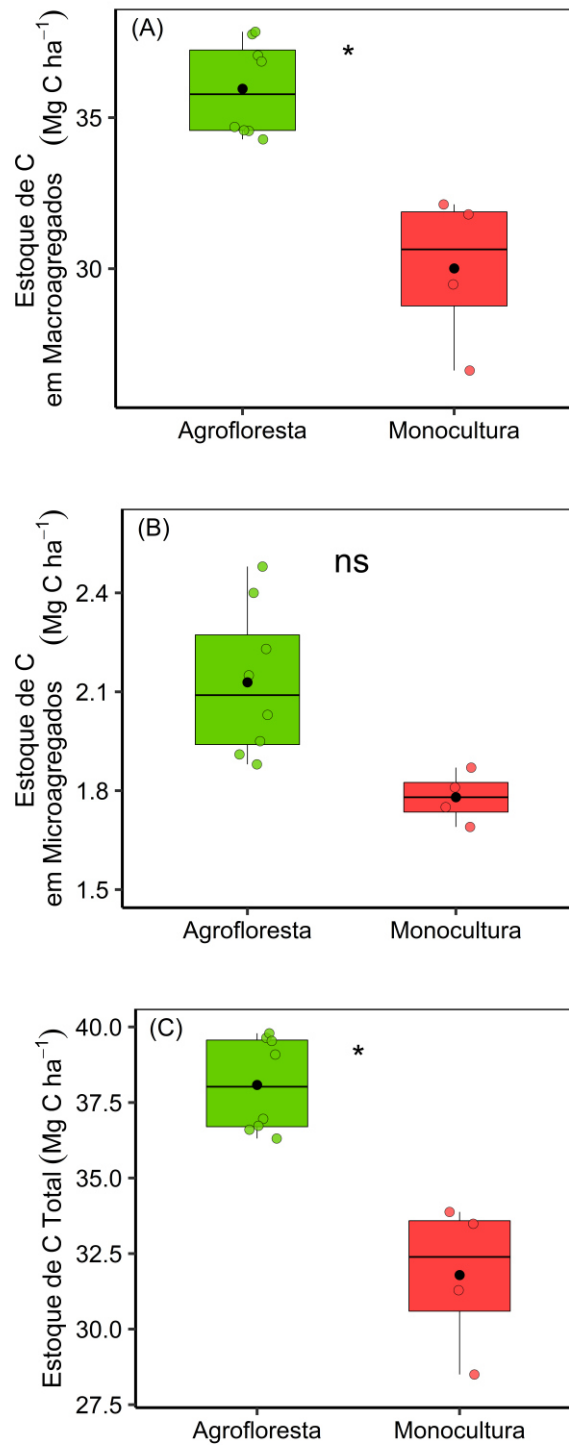 (A)
Estoque de C
em Macroagregados (Mg C ha⁻¹)
*
35
30
Agrofloresta Monocultura
(B)
Estoque de C
em Microagregados (Mg C ha⁻¹)
ns
2.4
2.1
1.8
1.5
Agrofloresta Monocultura
(C)
Estoque de C Total (Mg C ha⁻¹)
*
40.0
37.5
35.0
32.5
30.0
27.5
Agrofloresta Monocultura